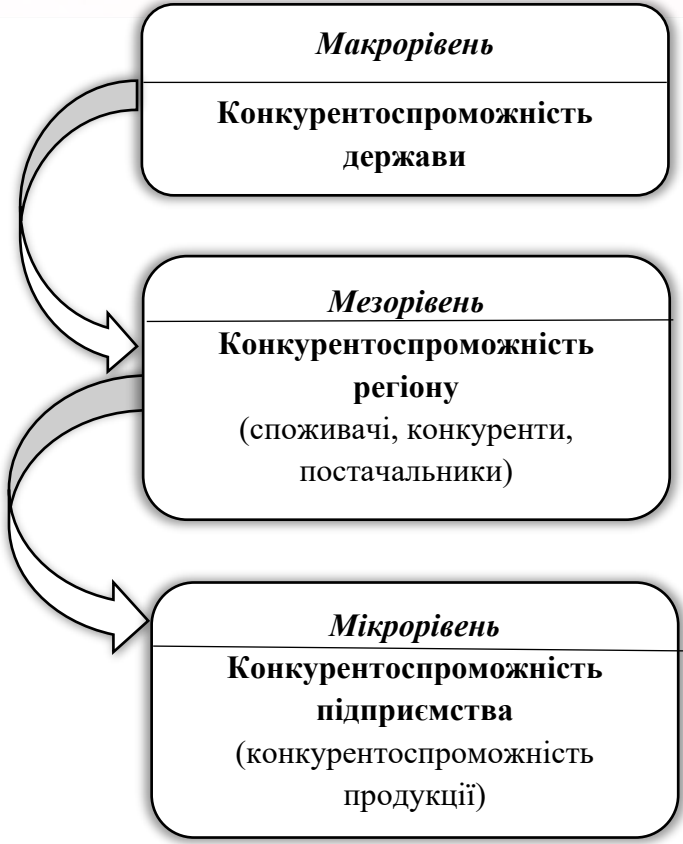 Макрорівень
Конкурентоспроможність
держави
Мезорівень
Конкурентоспроможність
регіону
(споживачі, конкуренти,
постачальники)
Мікрорівень
Конкурентоспроможність
підприємства
(конкурентоспроможність
продукції)